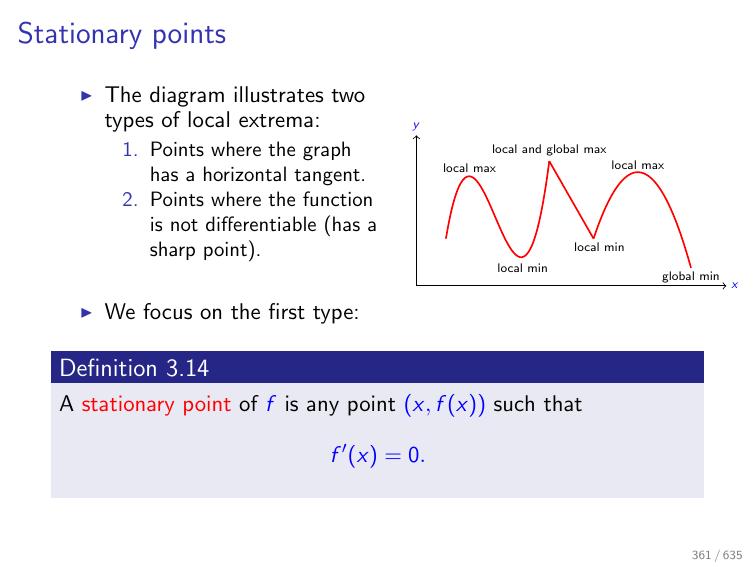 Stationary points
▶ The diagram illustrates two
types of local extrema:
1. Points where the graph
has a horizontal tangent.
2. Points where the function
is not differentiable (has a
sharp point).
▶ We focus on the first type:
y
local and global max
local max
local max
local min
local min
global min
x
Definition 3.14
A stationary point of f is any point (x, f(x)) such that
f′(x) = 0.
361 / 635